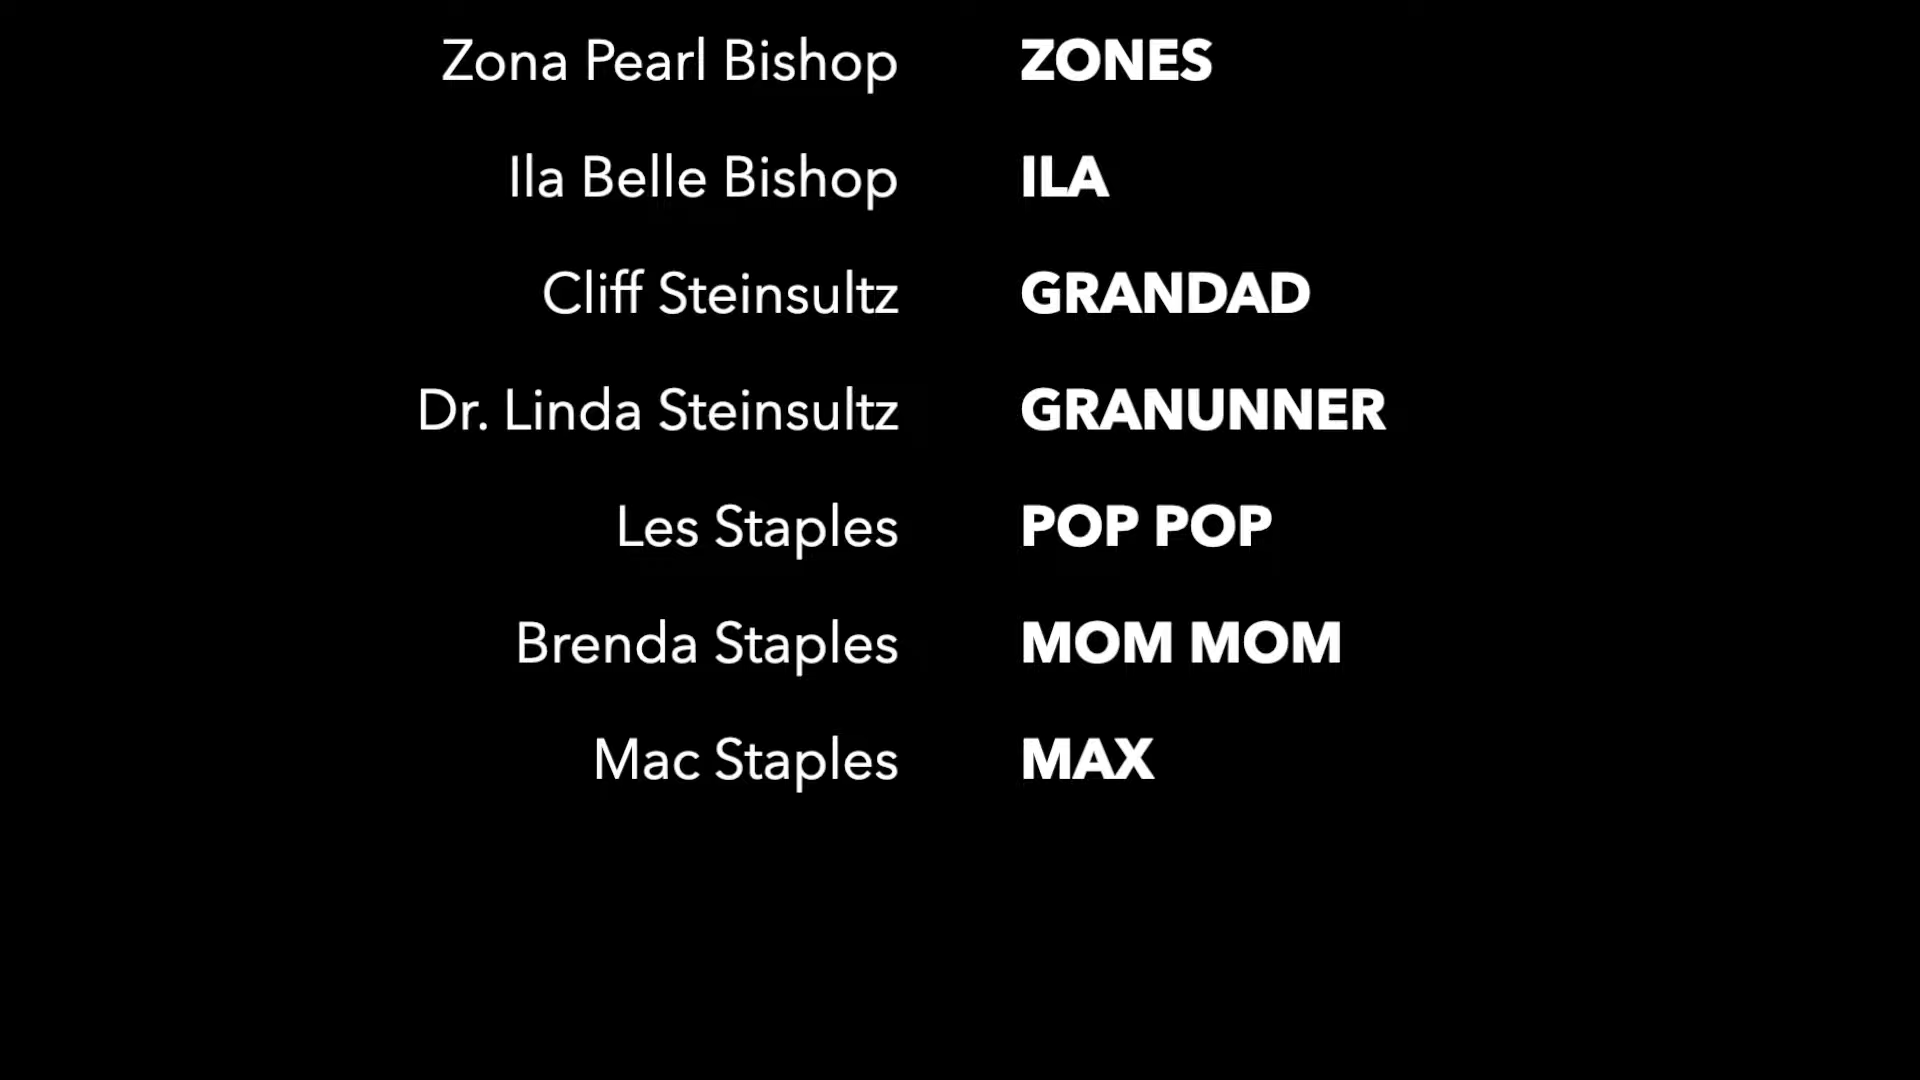 Zona Pearl Bishop ZONES
Ila Belle Bishop ILA
Cliff Steinsultz GRANDAD
Dr. Linda Steinsultz GRANUNNER
Les Staples POP POP
Brenda Staples MOM MOM
Mac Staples MAX